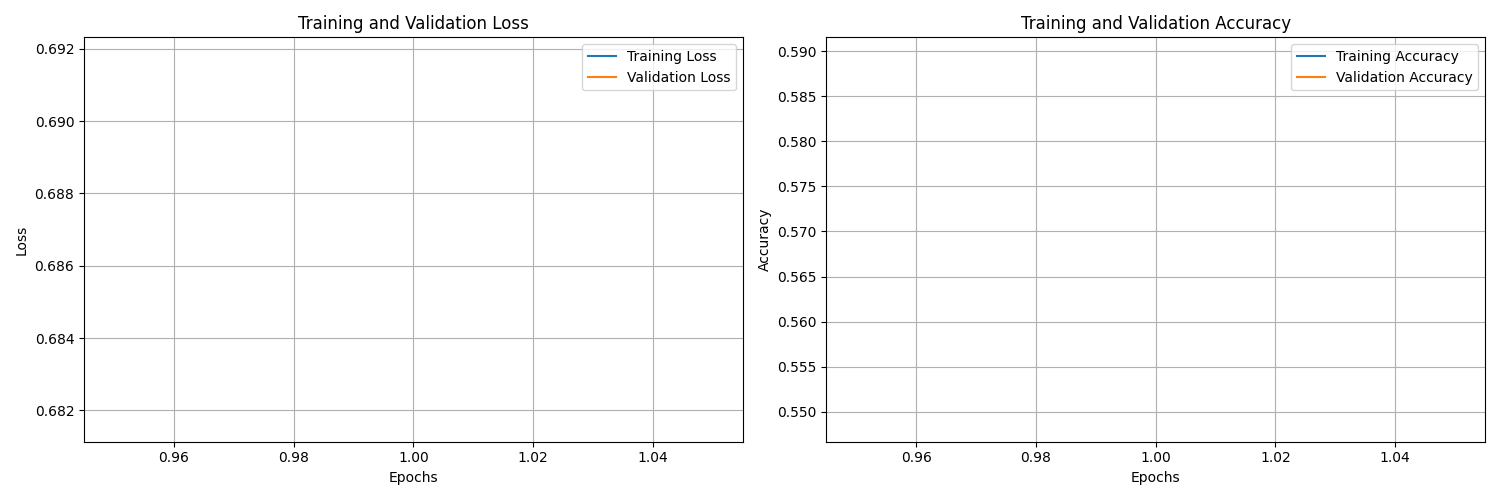 Training and Validation Loss
0.692
0.690
0.688
0.686
0.684
0.682
Loss
Training Loss
Validation Loss
0.96
0.98
1.00
1.02
1.04
Epochs
Training and Validation Accuracy
0.590
0.585
0.580
0.575
0.570
0.565
0.560
0.555
0.550
Accuracy
Training Accuracy
Validation Accuracy
0.96
0.98
1.00
1.02
1.04
Epochs